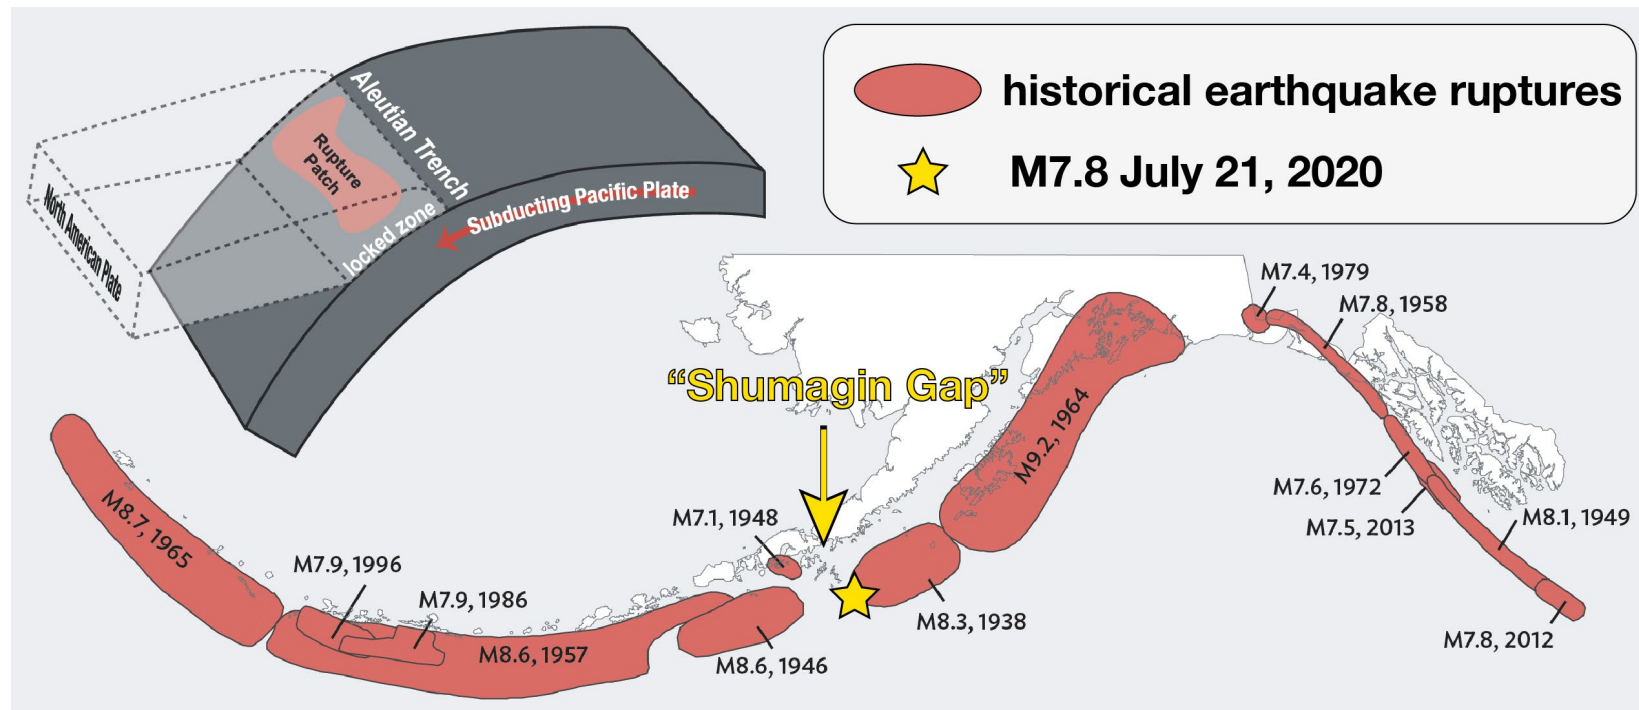 Aleutian Trench
Rupture
Patch
locked zone
Subducting Pacific Plate
North American Plate
historical earthquake ruptures
M7.8 July 21, 2020
“Shumagin Gap”
M8.7, 1965
M7.9, 1996
M7.9, 1986
M8.6, 1957
M7.1, 1948
M8.6, 1946
M8.3, 1938
M9.2, 1964
M7.4, 1979
M7.8, 1958
M7.6, 1972
M7.5, 2013
M8.1, 1949
M7.8, 2012